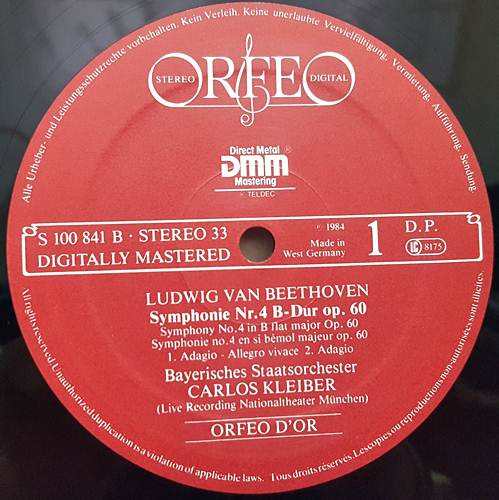 Alle Urheber- und Leistungsschutzrechte vorbehalten. Kein Verleih. Keine unerlaubte Vervielfältigung, Vermietung, Aufführung, Sendung.
STEREO ORFEO DIGITAL
Direct Metal ®
DMM
Mastering
® TELDEC
S 100 841 B · STEREO 33
DIGITALLY MASTERED
℗ 1984
Made in
West Germany
1
D.P.
LC 8175
LUDWIG VAN BEETHOVEN
Symphonie Nr.4 B-Dur op. 60
Symphony No.4 in B flat major Op. 60
Symphonie no.4 en si bémol majeur op. 60
1. Adagio - Allegro vivace 2. Adagio
Bayerisches Staatsorchester
CARLOS KLEIBER
(Live Recording Nationaltheater München)
ORFEO D'OR
All rights reserved. Unauthorized duplication is a violation of applicable laws. Tous droits réservés. Les copies ou reproductions non-autorisées sont illicites.